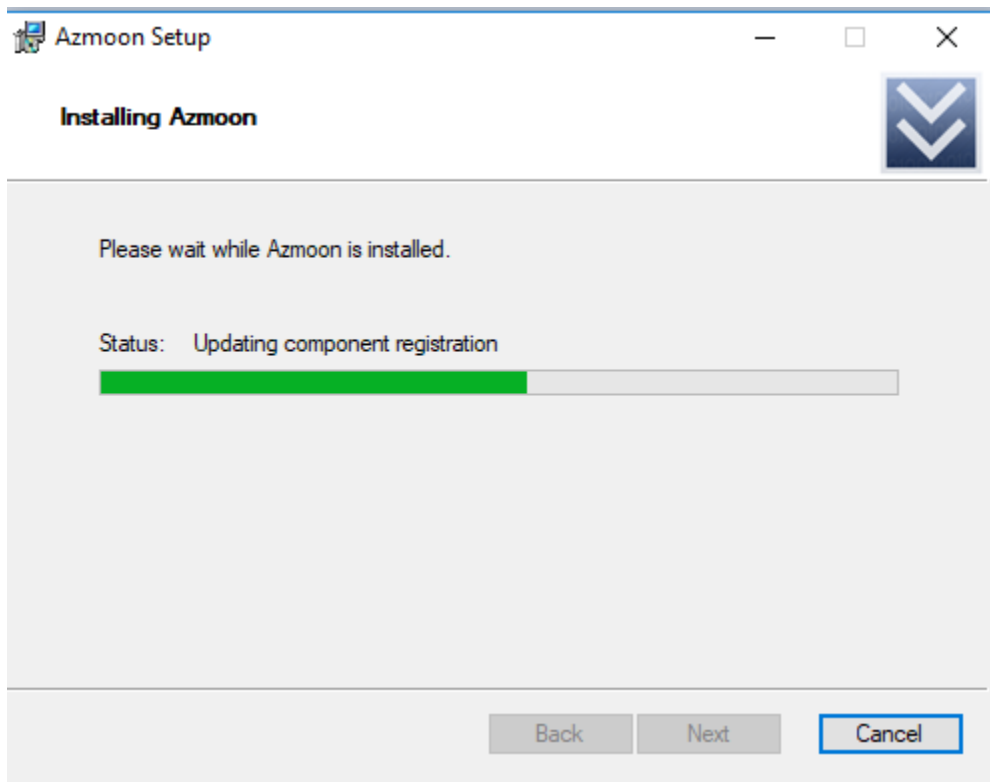 Azmoon Setup
Installing Azmoon
Please wait while Azmoon is installed.
Status: Updating component registration
Back Next Cancel